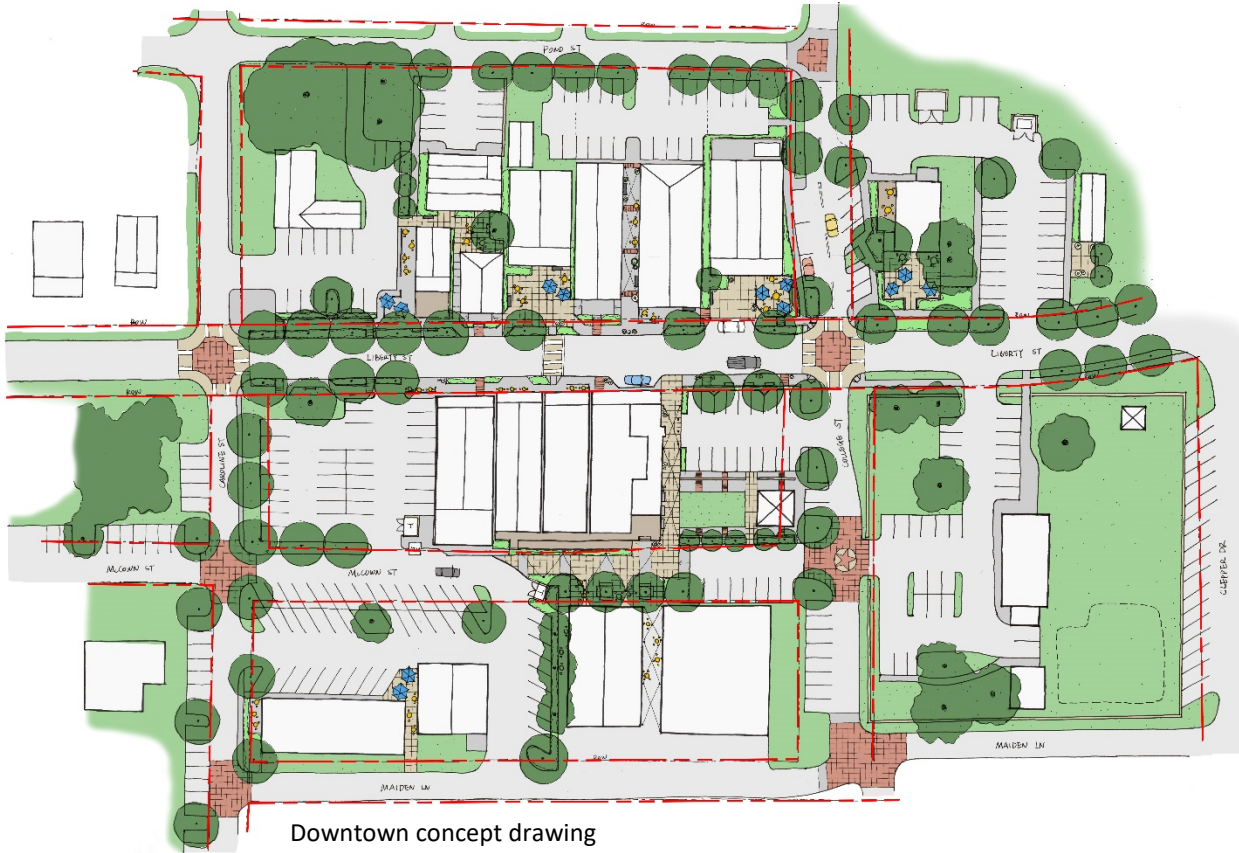 ROW
POND ST
ROW
ROW
LIBERTY ST
LIBERTY ST
ROW
CAROLINE ST
COLLEGE ST
T
CLEPPER DR
MCCOWN ST
MCCOWN ST
MAIDEN LN
ROW
MAIDEN LN
Downtown concept drawing